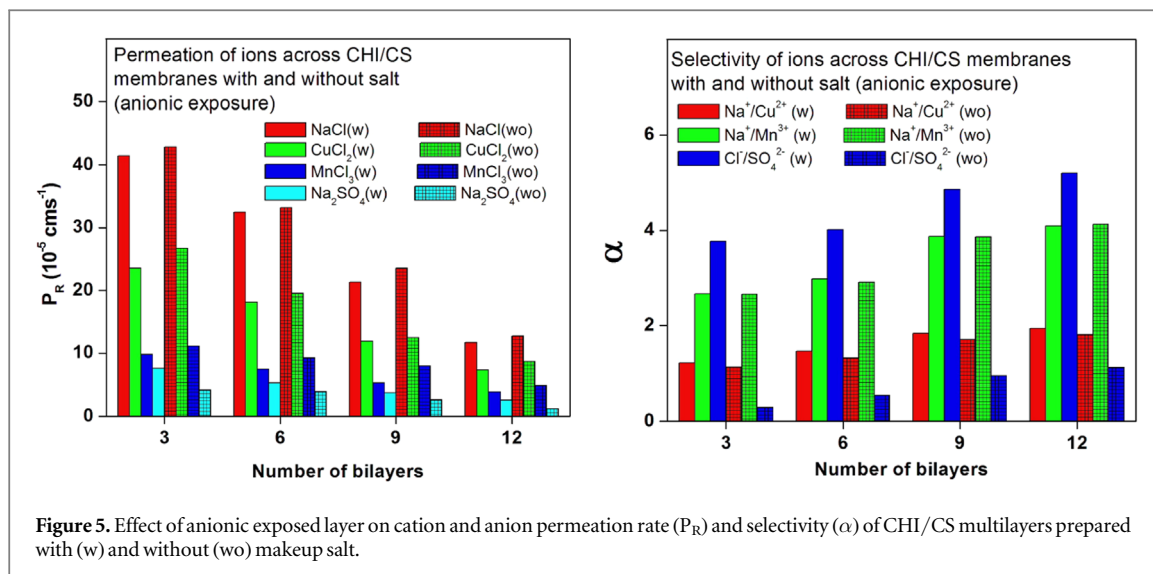 Permeation of ions across CHI/CS
membranes with and without salt
(anionic exposure)
NaCl(w)
NaCl(wo)
CuCl₂(w)
CuCl₂(wo)
MnCl₃(w)
MnCl₃(wo)
Na₂SO₄(w)
Na₂SO₄(wo)
50
40
30
20
10
0
P_R (10⁻⁵ cms⁻¹)
3 6 9 12
Number of bilayers
Selectivity of ions across CHI/CS membranes
with and without salt (anionic exposure)
Na⁺/Cu²⁺ (w)
Na⁺/Cu²⁺ (wo)
Na⁺/Mn³⁺ (w)
Na⁺/Mn³⁺ (wo)
Cl⁻/SO₄²⁻ (w)
Cl⁻/SO₄²⁻ (wo)
6
4
2
0
α
3 6 9 12
Number of bilayers
Figure 5. Effect of anionic exposed layer on cation and anion permeation rate (P_R) and selectivity (α) of CHI/CS multilayers prepared
with (w) and without (wo) makeup salt.